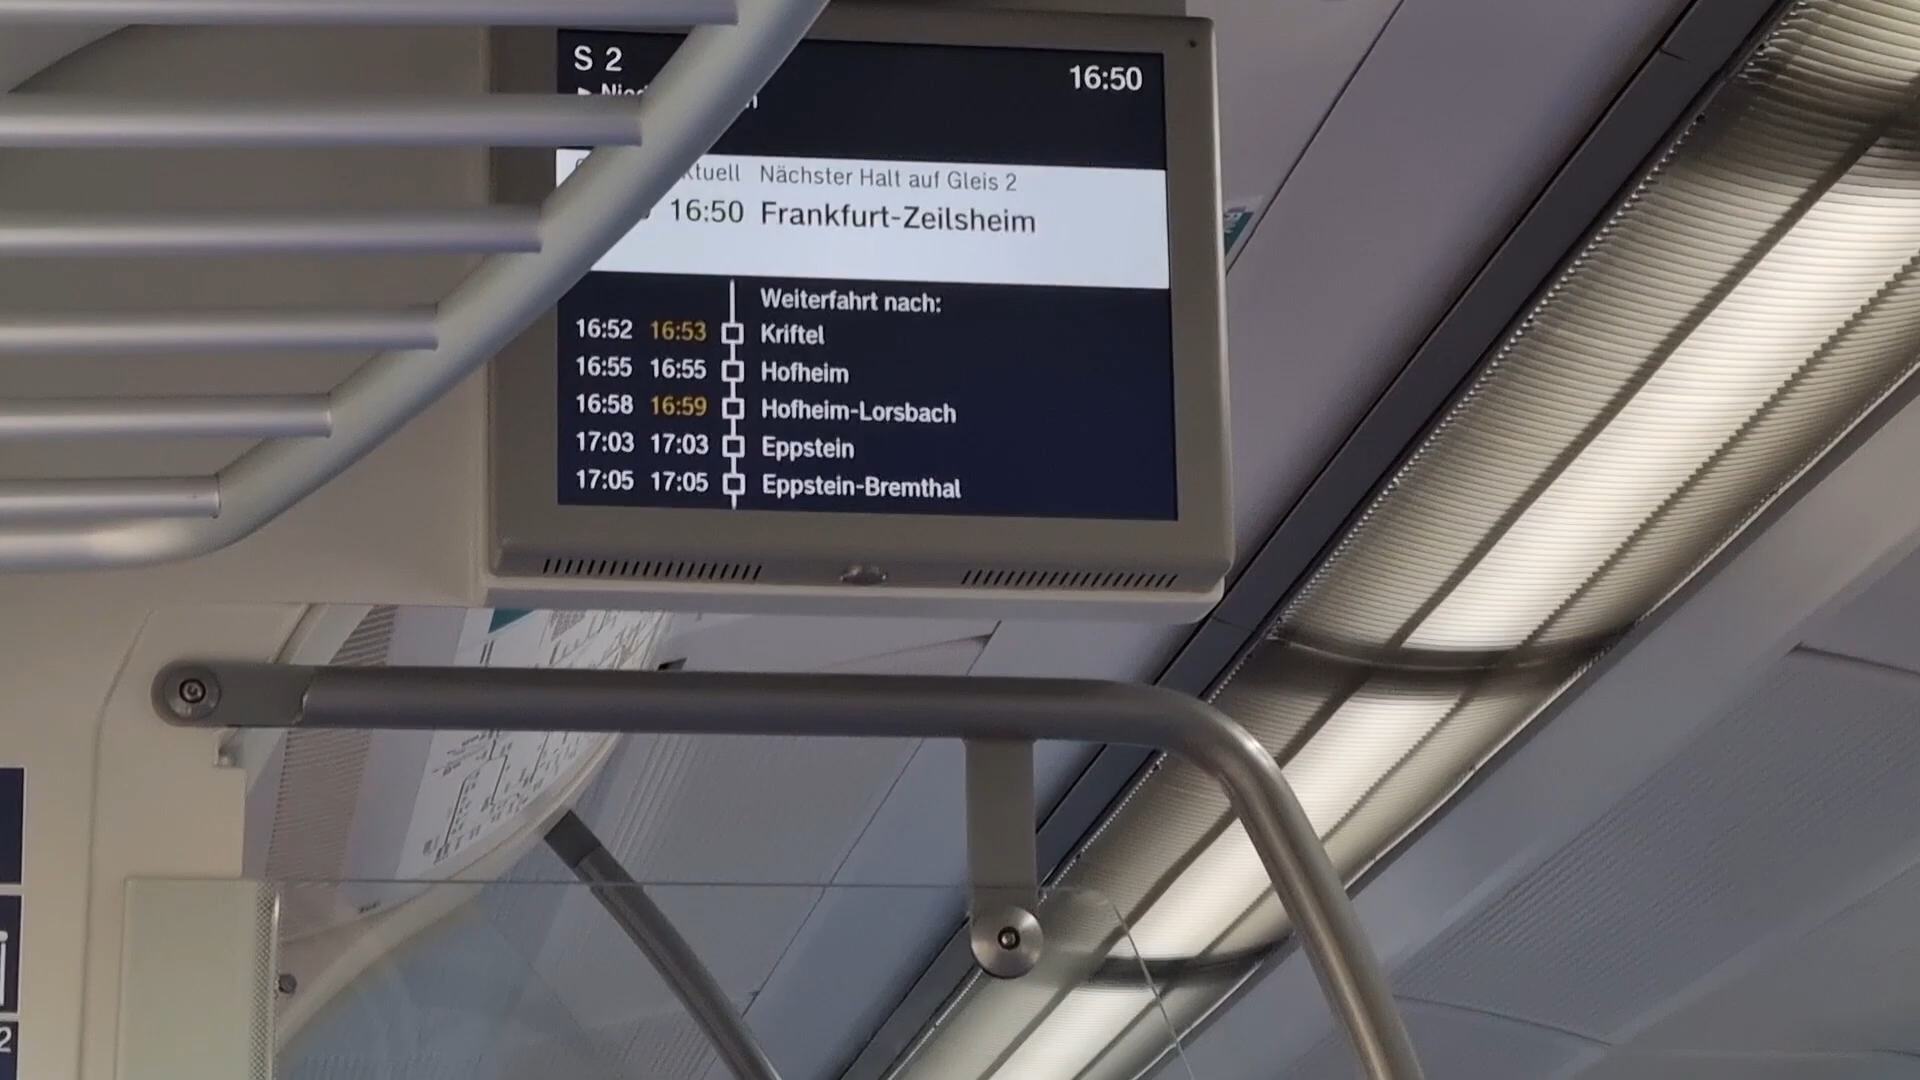 S 2
16:50
Nächster Halt auf Gleis 2
16:50 Frankfurt-Zeilsheim
Weiterfahrt nach:
16:52 16:53 Kriftel
16:55 16:55 Hofheim
16:58 16:59 Hofheim-Lorsbach
17:03 17:03 Eppstein
17:05 17:05 Eppstein-Bremthal
2